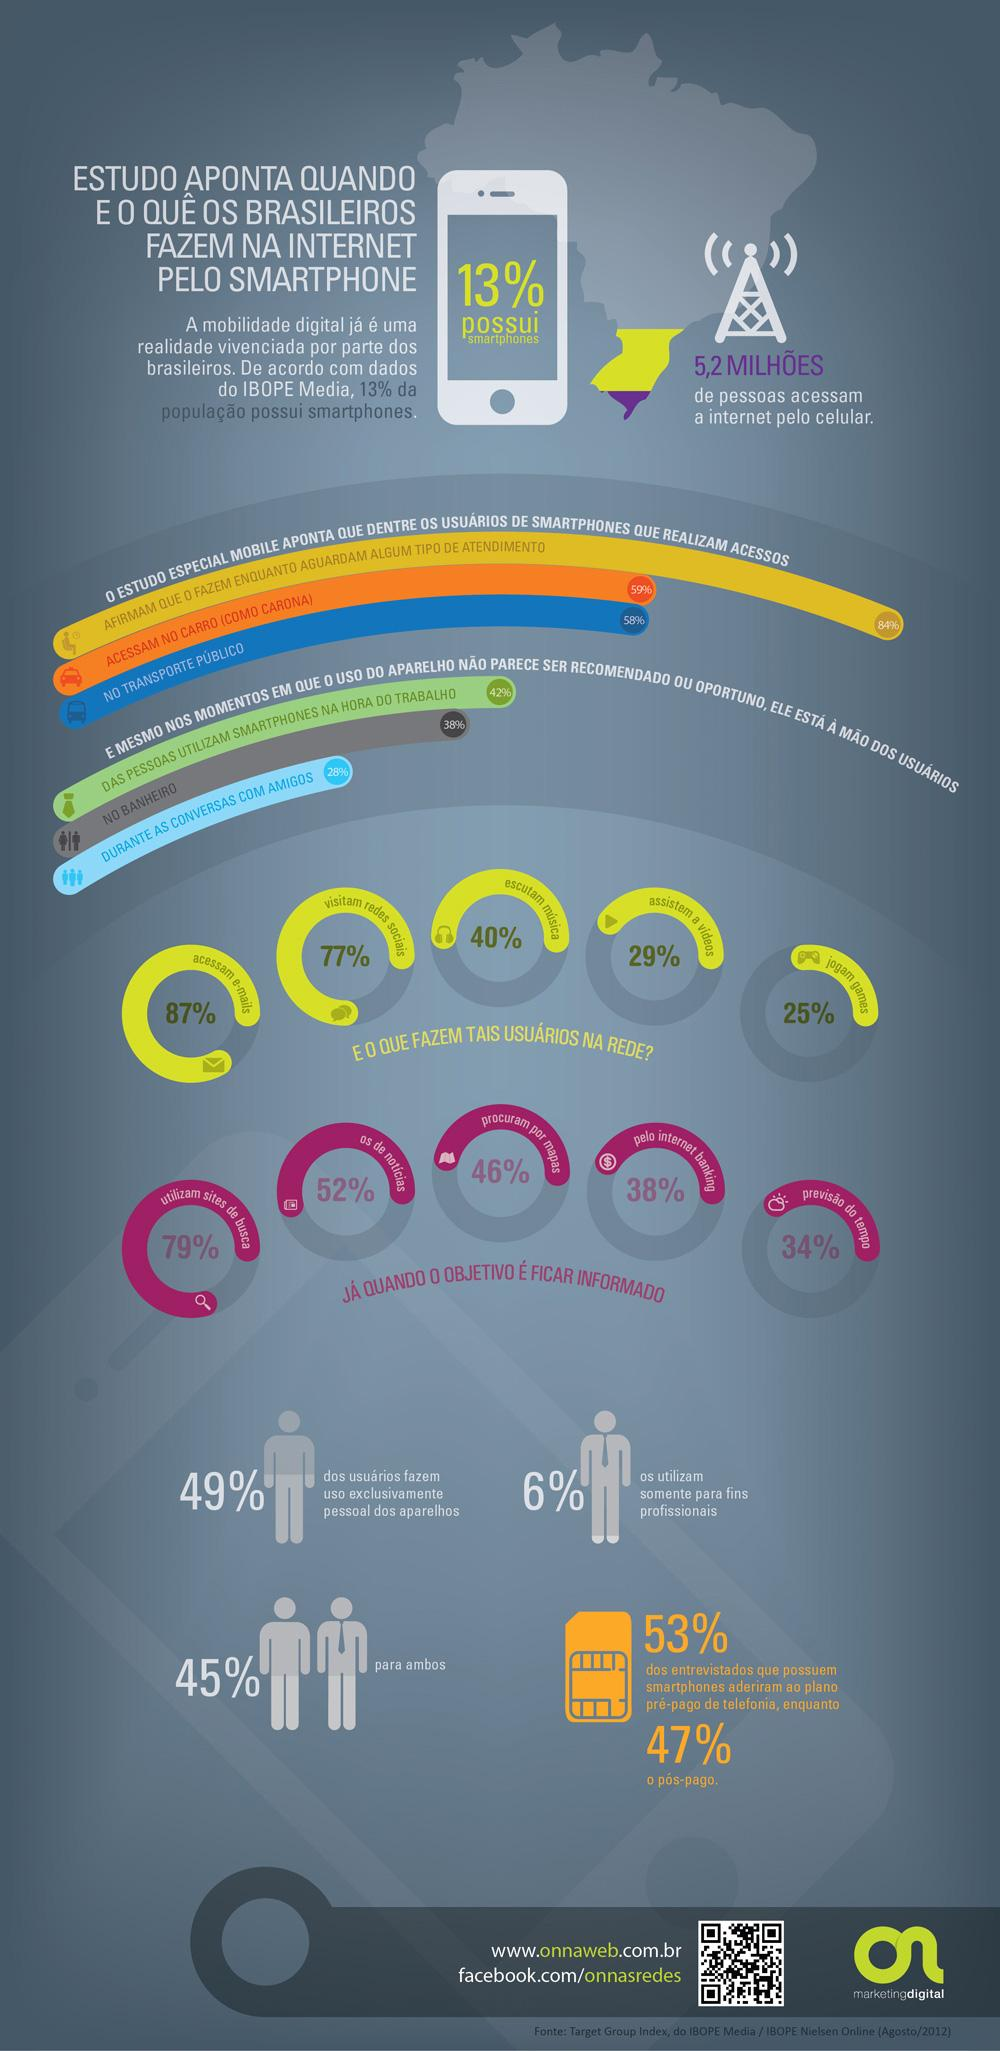 ESTUDO APONTA QUANDO
E O QUÊ OS BRASILEIROS
FAZEM NA INTERNET
PELO SMARTPHONE
A mobilidade digital já é uma
realidade vivenciada por parte dos
brasileiros. De acordo com dados
do IBOPE Media, 13% da
população possui smartphones.
13%
possui
smartphones
5,2 MILHÕES
de pessoas acessam
a internet pelo celular.
O ESTUDO ESPECIAL MOBILE APONTA QUE DENTRE OS USUÁRIOS DE SMARTPHONES QUE REALIZAM ACESSOS
AFIRMAM QUE O FAZEM ENQUANTO AGUARDAM ALGUM TIPO DE ATENDIMENTO
84%
ACESSAM NO CARRO (COMO CARONA)
59%
NO TRANSPORTE PÚBLICO
58%
E MESMO NOS MOMENTOS EM QUE O USO DO APARELHO NÃO PARECE SER RECOMENDADO OU OPORTUNO, ELE ESTÁ À MÃO DOS USUÁRIOS
DAS PESSOAS UTILIZAM SMARTPHONES NA HORA DO TRABALHO
42%
NO BANHEIRO
38%
DURANTE AS CONVERSAS COM AMIGOS
28%
acessam e-mails
87%
visitam redes sociais
77%
escutam música
40%
assistem a vídeos
29%
jogam games
25%
E O QUE FAZEM TAIS USUÁRIOS NA REDE?
utilizam sites de busca
79%
os de notícias
52%
procuram por mapas
46%
pelo internet banking
38%
previsão do tempo
34%
JÁ QUANDO O OBJETIVO É FICAR INFORMADO
49%
dos usuários fazem
uso exclusivamente
pessoal dos aparelhos
6%
os utilizam
somente para fins
profissionais
45%
para ambos
53%
dos entrevistados que possuem
smartphones aderiram ao plano
pré-pago de telefonia, enquanto
47%
o pós-pago.
www.onnaweb.com.br
facebook.com/onnasredes
on
marketingdigital
Fonte: Target Group Index, do IBOPE Media / IBOPE Nielsen Online (Agosto/2012)